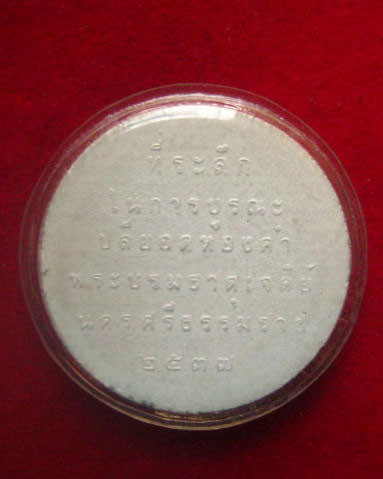 ที่ระลึก
ในการบูรณะ
ปลียอดทองคำ
พระบรมธาตุเจดีย์
นครศรีธรรมราช
๒๕๓๗